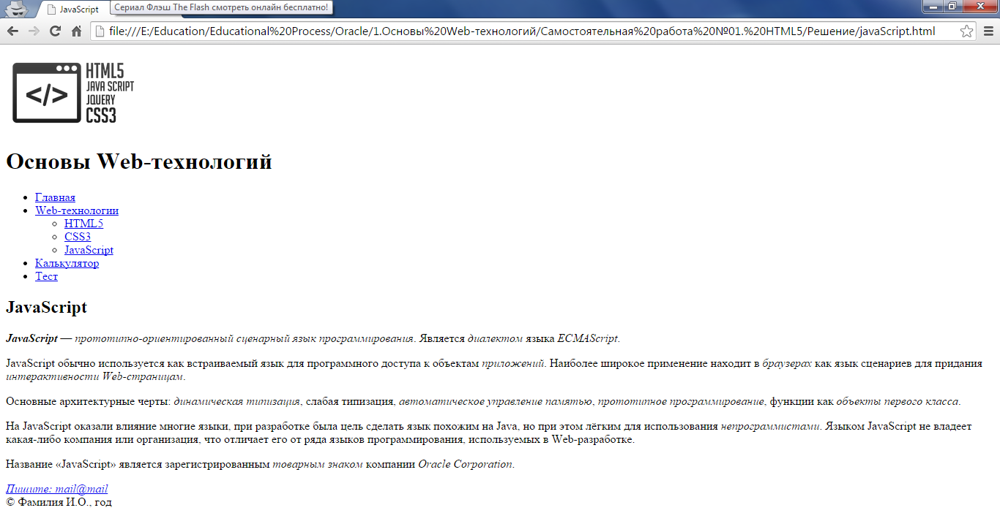 JavaScript
Сериал Флэш The Flash смотреть онлайн бесплатно!
file:///E:/Education/Educational%20Process/Oracle/1.Основы%20Web-технологий/Самостоятельная%20работа%20№01.%20HTML5/Решение/javaScript.html
</>
HTML5
JAVA SCRIPT
JQUERY
CSS3
Основы Web-технологий
Главная
Web-технологии
HTML5
CSS3
JavaScript
Калькулятор
Тест
JavaScript
JavaScript — прототипно-ориентированный сценарный язык программирования. Является диалектом языка ECMAScript.
JavaScript обычно используется как встраиваемый язык для программного доступа к объектам приложений. Наиболее широкое применение находит в браузерах как язык сценариев для придания
интерактивности Web-страницам.
Основные архитектурные черты: динамическая типизация, слабая типизация, автоматическое управление памятью, прототипное программирование, функции как объекты первого класса.
На JavaScript оказали влияние многие языки, при разработке была цель сделать язык похожим на Java, но при этом лёгким для использования непрограммистами. Языком JavaScript не владеет
какая-либо компания или организация, что отличает его от ряда языков программирования, используемых в Web-разработке.
Название «JavaScript» является зарегистрированным товарным знаком компании Oracle Corporation.
Пишите: mail@mail
© Фамилия И.О., год